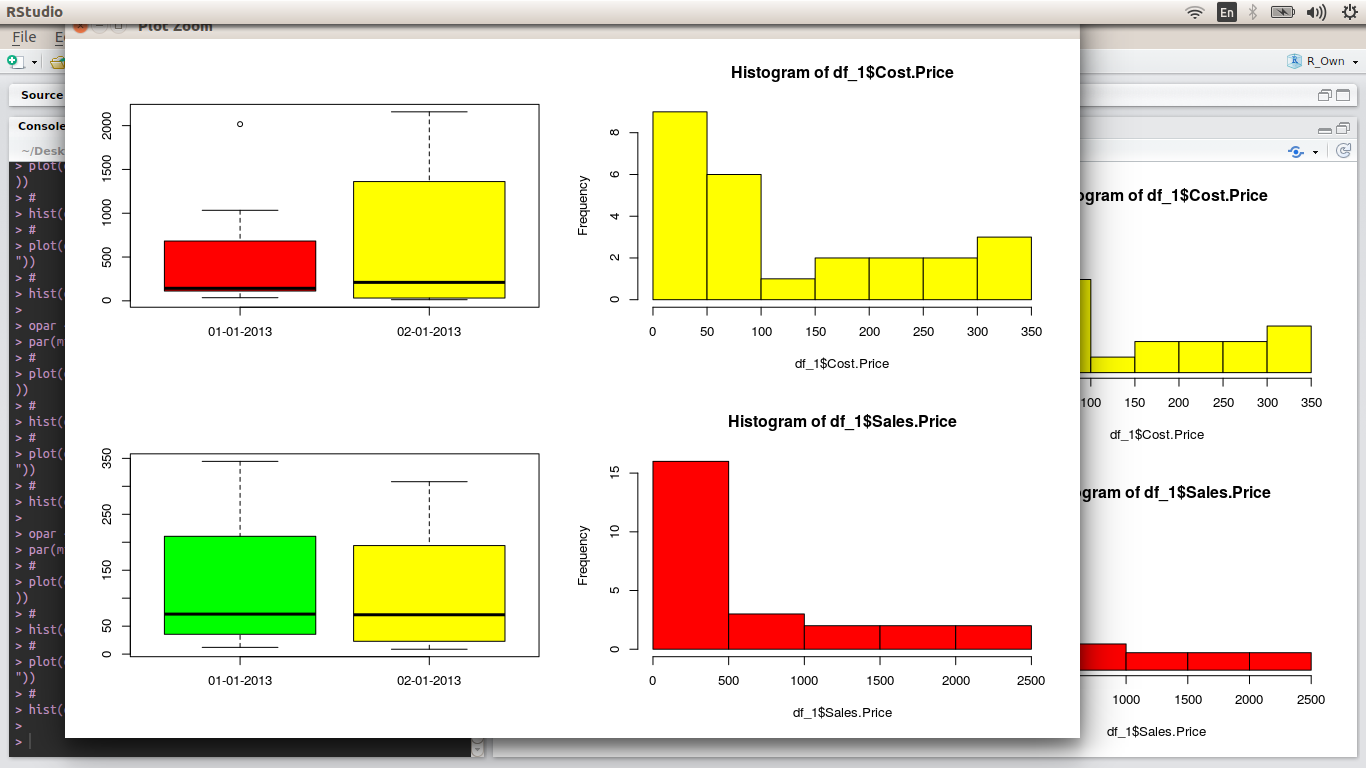 RStudio
En
File
Plot Zoom
R_Own
Source
Console
~/Desk
> plot(
))
> #
> hist(
> #
> plot(
"))
> #
> hist(
>
> opar
> par(m
> #
> plot(
))
> #
> hist(
> #
> plot(
"))
> #
> hist(
>
> opar
> par(m
> #
> plot(
))
> #
> hist(
> #
> plot(
"))
> #
> hist(
>
>
2000
1500
1000
500
0
01-01-2013 02-01-2013
Histogram of df_1$Cost.Price
Frequency
8
6
4
2
0
0 50 100 150 200 250 300 350
df_1$Cost.Price
350
250
150
50
0
01-01-2013 02-01-2013
Histogram of df_1$Sales.Price
Frequency
15
10
5
0
0 500 1000 1500 2000 2500
df_1$Sales.Price
ogram of df_1$Cost.Price
100 150 200 250 300 350
df_1$Cost.Price
ogram of df_1$Sales.Price
1000 1500 2000 2500
df_1$Sales.Price